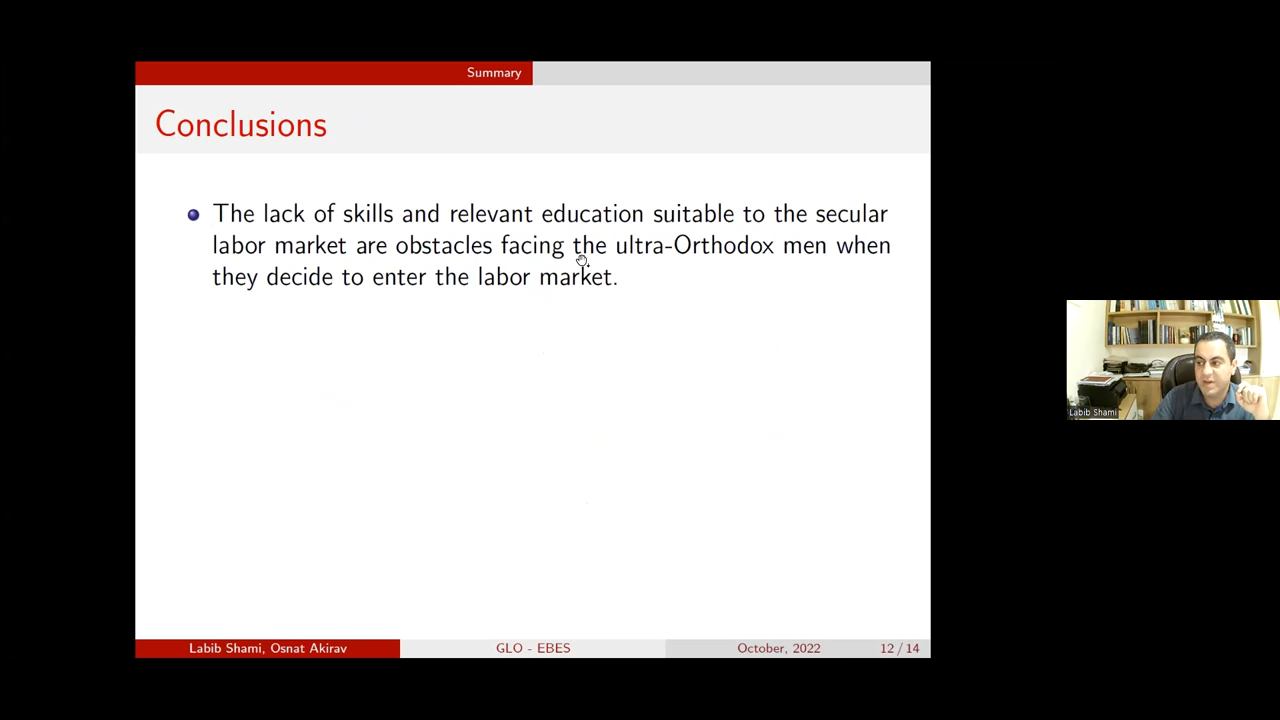 Summary
Conclusions
The lack of skills and relevant education suitable to the secular
labor market are obstacles facing the ultra-Orthodox men when
they decide to enter the labor market.
Labib Shami
Labib Shami, Osnat Akirav
GLO - EBES
October, 2022
12 / 14